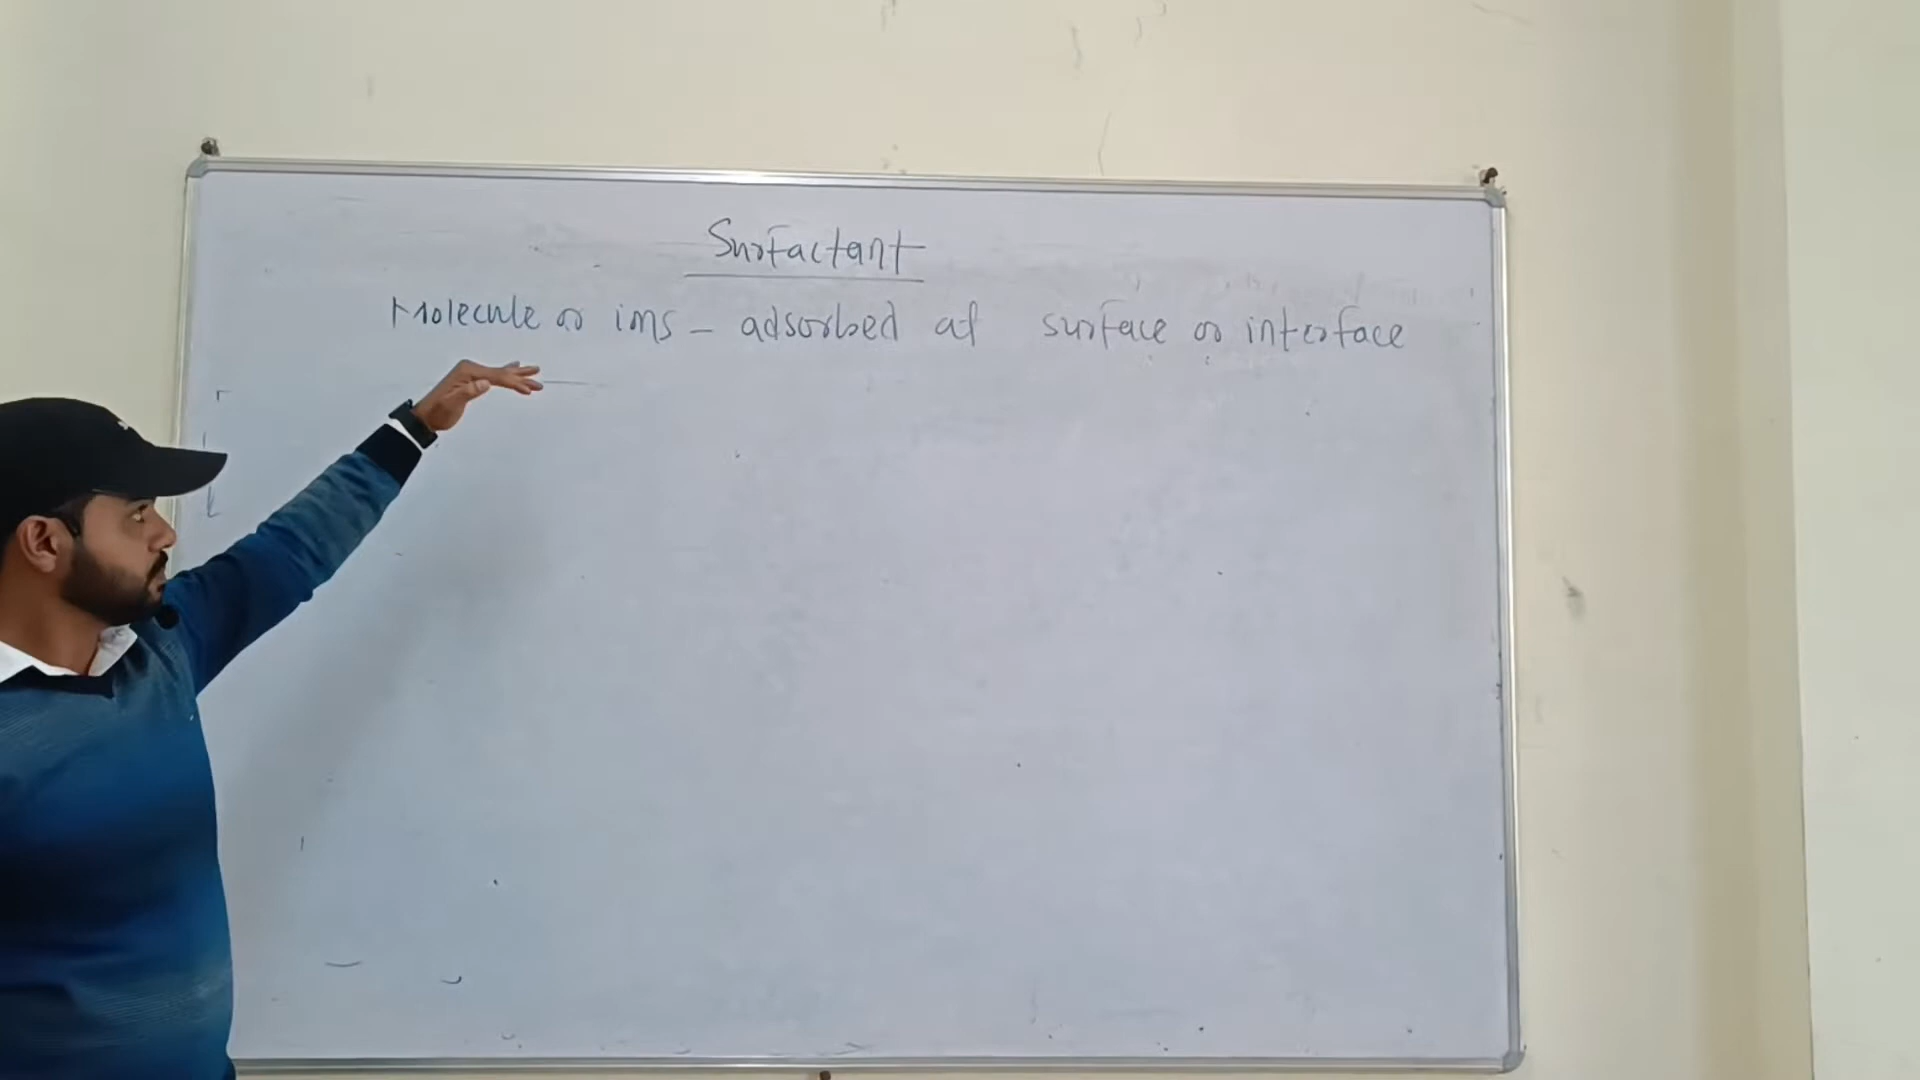 Surfactant
Molecule or ions - adsorbed at surface or interface